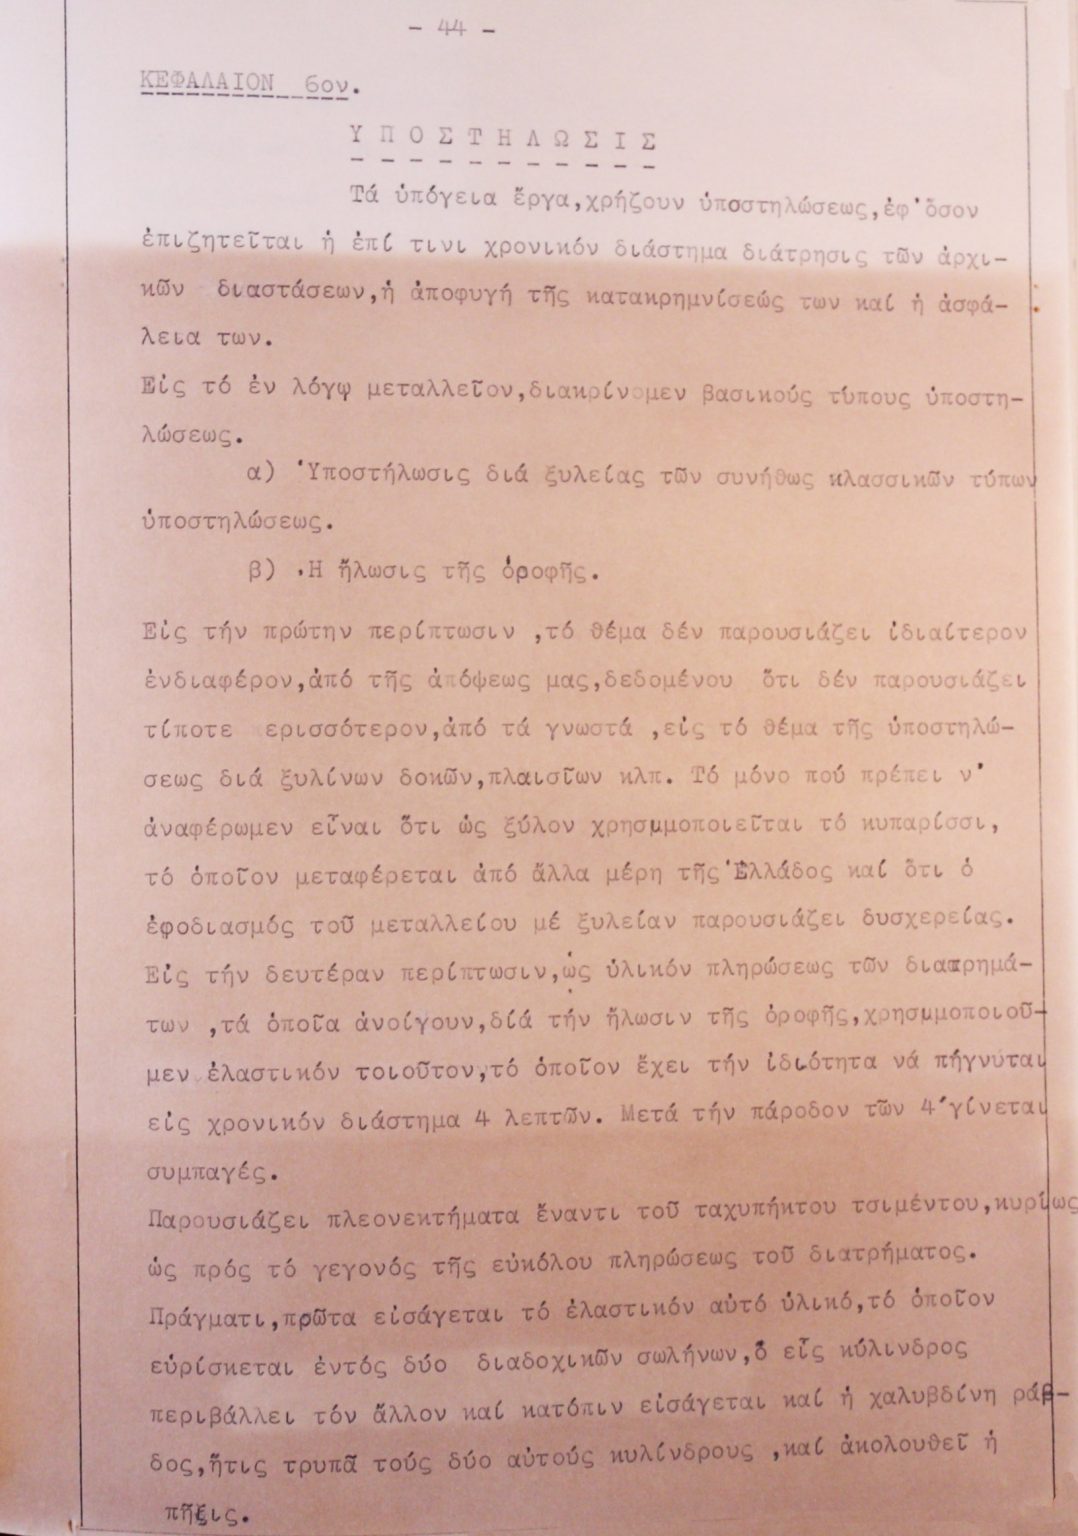 - 44 -
ΚΕΦΑΛΑΙΟΝ 6ον.
ΥΠΟΣΤΗΛΩΣΙΣ
Τά ὑπόγεια ἔργα,χρήζουν ὑποστηλώσεως,ἐφ'ὅσον
ἐπιζητεῖται ἡ ἐπί τινι χρονικόν διάστημα διάτρησις τῶν ἀρχι-
κῶν διαστάσεων,ἡ ἀποφυγή τῆς κατακρημνίσεώς των καί ἡ ἀσφά-
λεια των.
Εἰς τό ἐν λόγῳ μεταλλεῖον,διακρίνομεν βασικούς τύπους ὑποστη-
λώσεως.
α) 'Υποστήλωσις διά ξυλείας τῶν συνήθως κλασσικῶν τύπων
ὑποστηλώσεως.
β) .Η ἥλωσις τῆς ὀροφῆς.
Εἰς τήν πρώτην περίπτωσιν ,τό θέμα δέν παρουσιάζει ἰδιαίτερον
ἐνδιαφέρον,ἀπό τῆς ἀπόψεως μας,δεδομένου ὅτι δέν παρουσιάζει
τίποτε ερισσότερον,ἀπό τά γνωστά ,εἰς τό θέμα τῆς ὑποστηλώ-
σεως διά ξυλίνων δοκῶν,πλαισίων κλπ. Τό μόνο πού πρέπει ν'
ἀναφέρωμεν εἶναι ὅτι ὡς ξύλον χρησιμοποιεῖται τό κυπαρίσσι,
τό ὁποῖον μεταφέρεται ἀπό ἄλλα μέρη τῆς 'Ελλάδος καί ὅτι ὁ
ἐφοδιασμός τοῦ μεταλλείου μέ ξυλείαν παρουσιάζει δυσχερείας.
Εἰς τήν δευτέραν περίπτωσιν,ὡς ὑλικόν πληρώσεως τῶν διατρημά-
των ,τά ὁποῖα ἀνοίγουν,διά τήν ἥλωσιν τῆς ὀροφῆς,χρησιμοποιοῦ-
μεν ἐλαστικόν τοιοῦτον,τό ὁποῖον ἔχει τήν ἰδιότητα νά πήγνυται
εἰς χρονικόν διάστημα 4 λεπτῶν. Μετά τήν πάροδον τῶν 4'γίνεται
συμπαγές.
Παρουσιάζει πλεονεκτήματα ἔναντι τοῦ ταχυπήκτου τσιμέντου,κυρίως
ὡς πρός τό γεγονός τῆς εὐκόλου πληρώσεως τοῦ διατρήματος.
Πράγματι,πρῶτα εἰσάγεται τό ἐλαστικόν αὐτό ὑλικό,τό ὁποῖον
εὑρίσκεται ἐντός δύο διαδοχικῶν σωλήνων,ὁ εἷς κύλινδρος
περιβάλλει τόν ἄλλον καί κατόπιν εἰσάγεται καί ἡ χαλυβδίνη ράβ-
δος,ἥτις τρυπᾶ τούς δύο αὐτούς κυλίνδρους ,καί ἀκολουθεῖ ἡ
πῆξις.